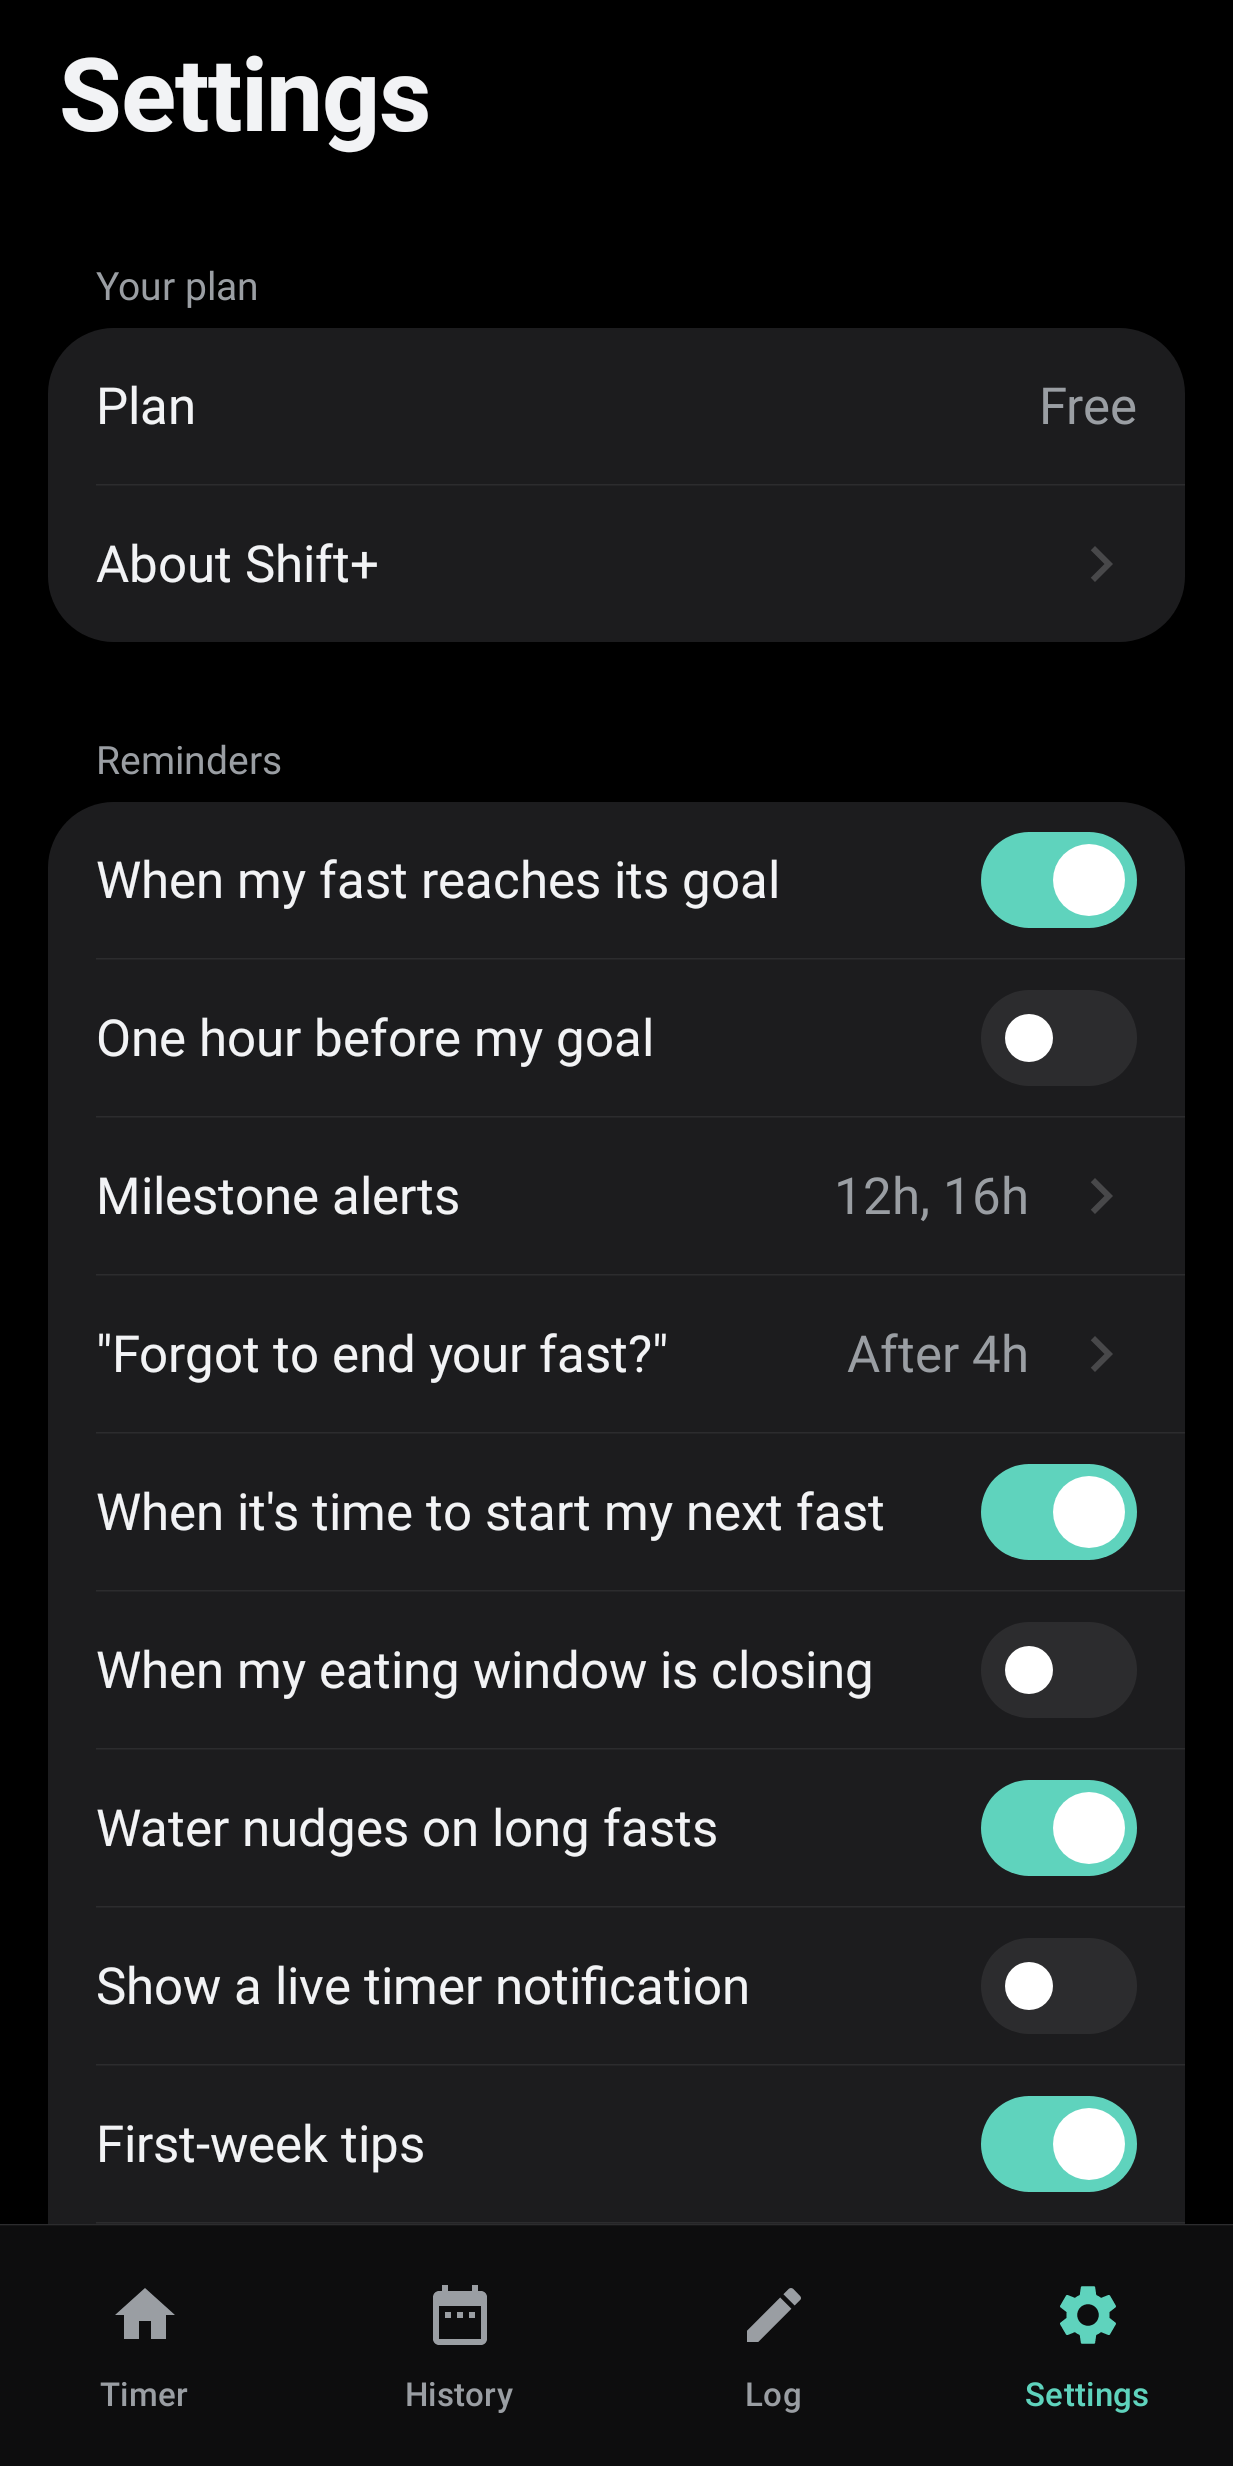 Settings
Your plan
Plan Free
About Shift+
Reminders
When my fast reaches its goal
One hour before my goal
Milestone alerts 12h, 16h
"Forgot to end your fast?" After 4h
When it's time to start my next fast
When my eating window is closing
Water nudges on long fasts
Show a live timer notification
First-week tips
Timer History Log Settings